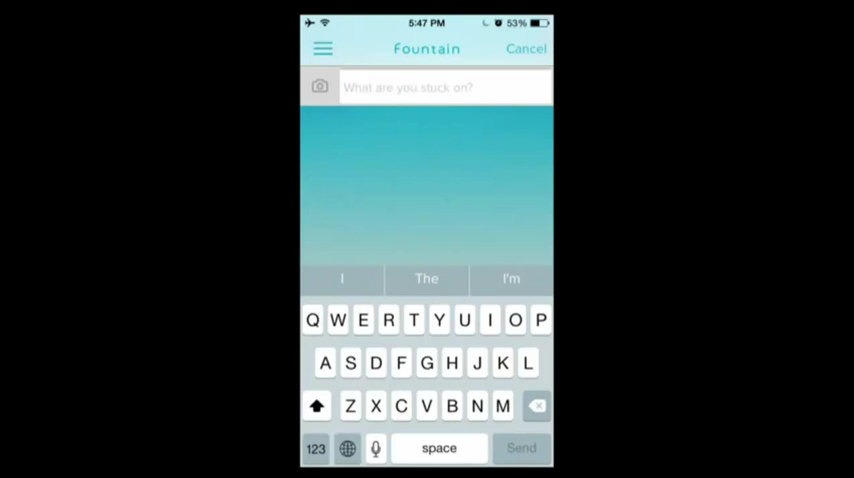 5:47 PM 53%
Fountain Cancel
What are you stuck on?
I The I'm
Q W E R T Y U I O P
A S D F G H J K L
Z X C V B N M
123 space Send